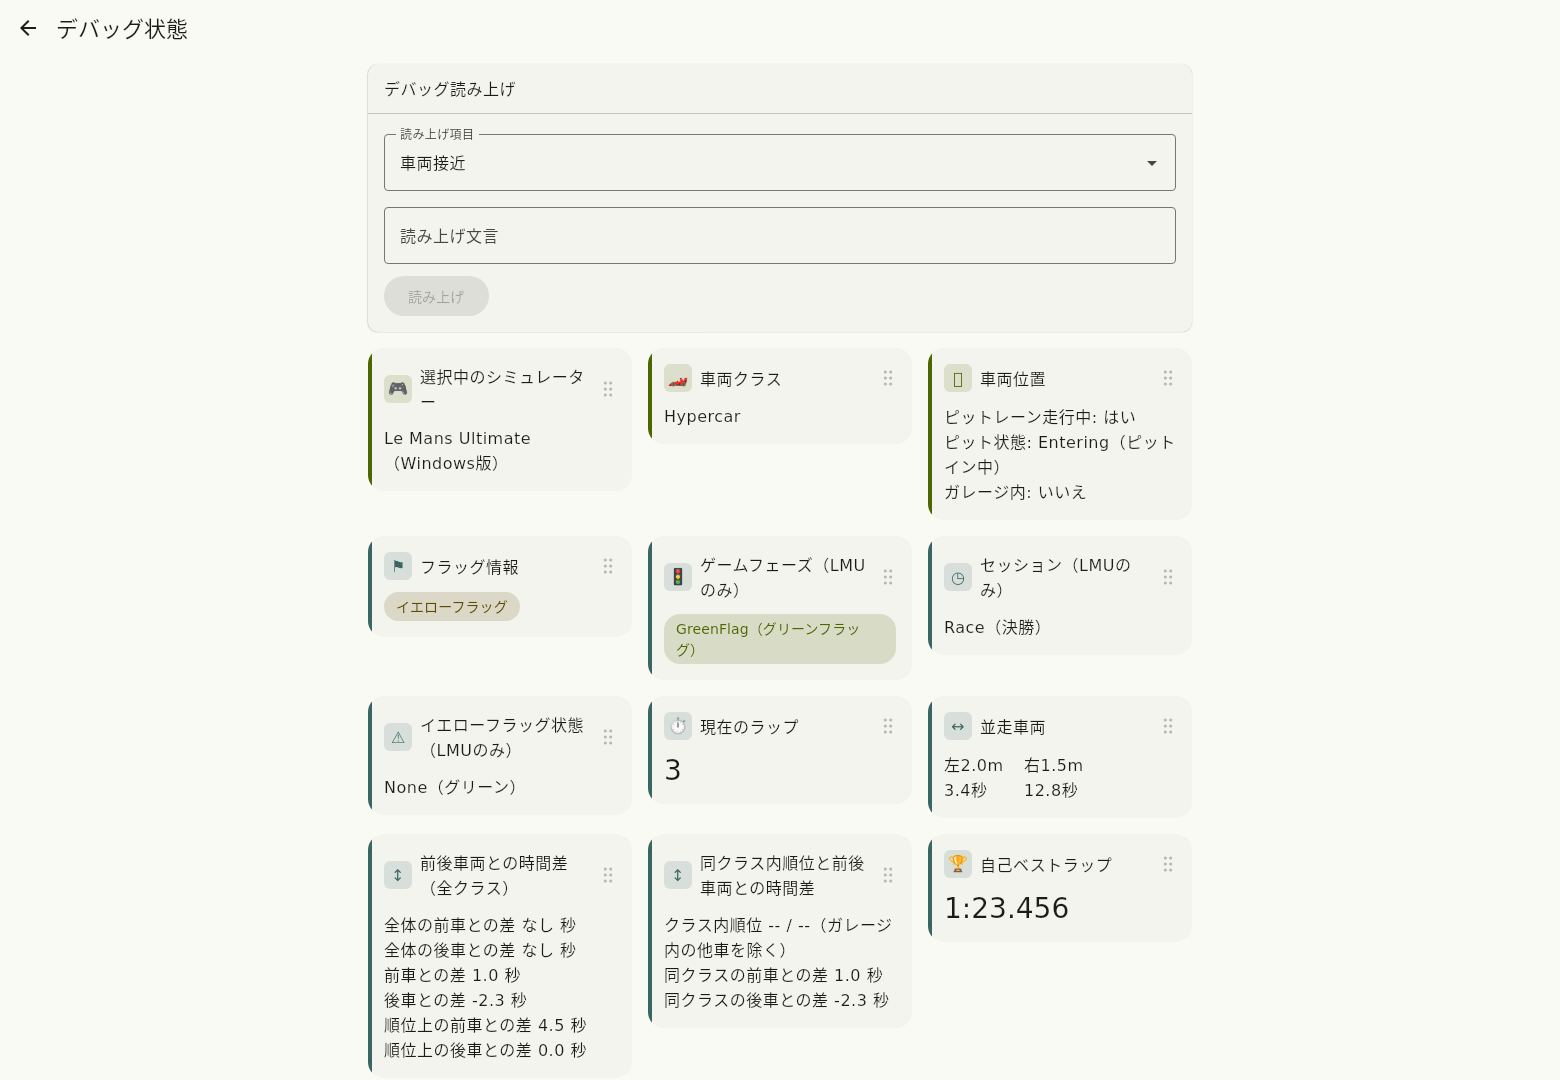 デバッグ状態
デバッグ読み上げ
読み上げ項目
車両接近
読み上げ文言
読み上げ
選択中のシミュレータ
ー
Le Mans Ultimate
（Windows版）
車両クラス
Hypercar
車両位置
ピットレーン走行中: はい
ピット状態: Entering（ピット
イン中）
ガレージ内: いいえ
フラッグ情報
イエローフラッグ
ゲームフェーズ（LMU
のみ）
GreenFlag（グリーンフラッ
グ）
セッション（LMUの
み）
Race（決勝）
イエローフラッグ状態
（LMUのみ）
None（グリーン）
現在のラップ
3
並走車両
左2.0m 右1.5m
3.4秒 12.8秒
前後車両との時間差
（全クラス）
全体の前車との差 なし 秒
全体の後車との差 なし 秒
前車との差 1.0 秒
後車との差 -2.3 秒
順位上の前車との差 4.5 秒
順位上の後車との差 0.0 秒
同クラス内順位と前後
車両との時間差
クラス内順位 -- / --（ガレージ
内の他車を除く）
同クラスの前車との差 1.0 秒
同クラスの後車との差 -2.3 秒
自己ベストラップ
1:23.456